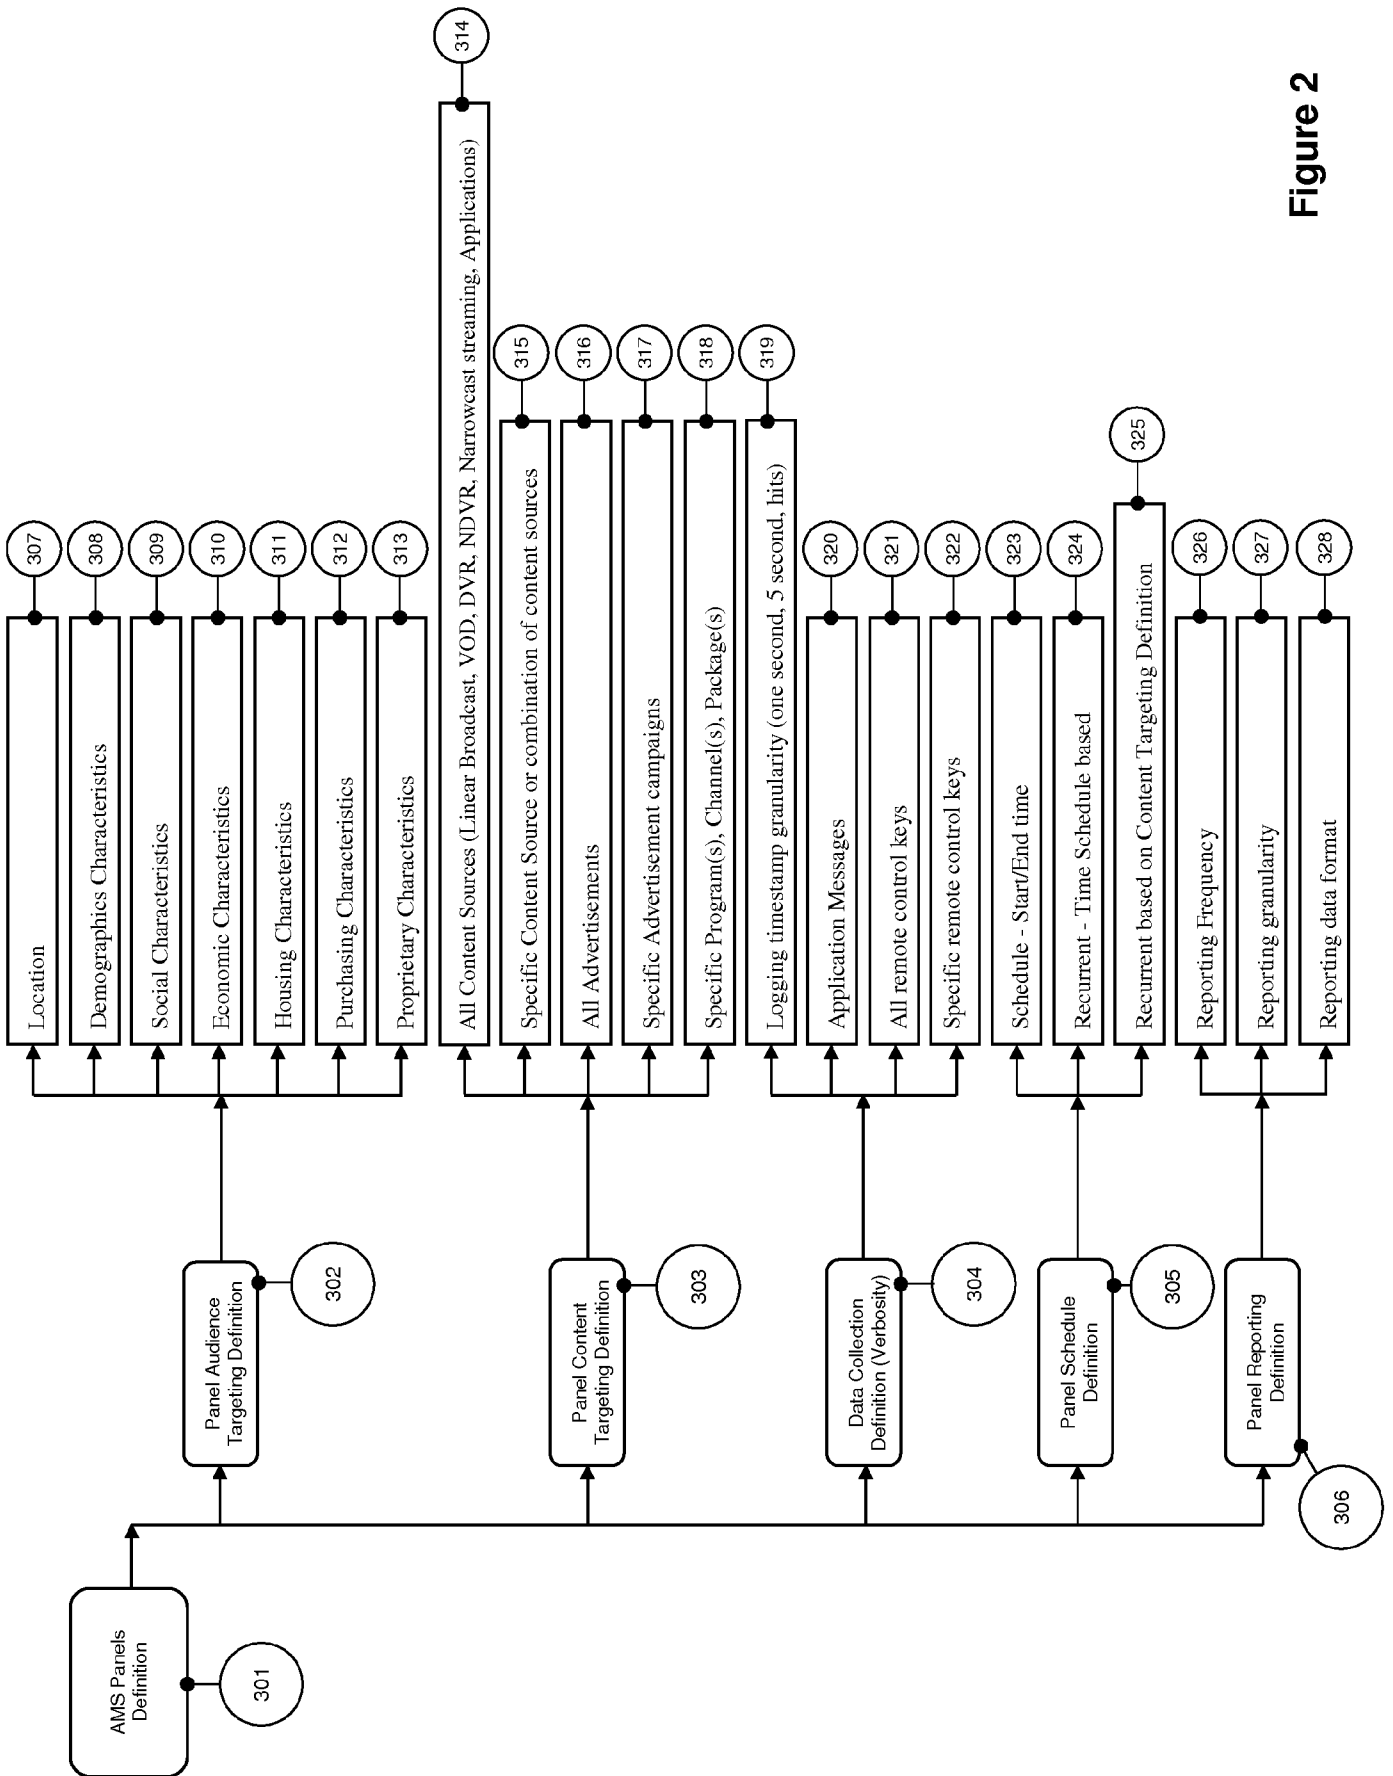 AMS Panels
Definition
301
Panel Audience
Targeting Definition
302
Location
307
Demographics Characteristics
308
Social Characteristics
309
Economic Characteristics
310
Housing Characteristics
311
Purchasing Characteristics
312
Proprietary Characteristics
313
Panel Content
Targeting Definition
303
All Content Sources (Linear Broadcast, VOD, DVR, NDVR, Narrowcast streaming, Applications)
314
Specific Content Source or combination of content sources
315
All Advertisements
316
Specific Advertisement campaigns
317
Specific Program(s), Channel(s), Package(s)
318
Data Collection
Definition (Verbosity)
304
Logging timestamp granularity (one second, 5 second, hits)
319
Application Messages
320
All remote control keys
321
Specific remote control keys
322
Panel Schedule
Definition
305
Schedule - Start/End time
323
Recurrent - Time Schedule based
324
Recurrent based on Content Targeting Definition
325
Panel Reporting
Definition
306
Reporting Frequency
326
Reporting granularity
327
Reporting data format
328
Figure 2